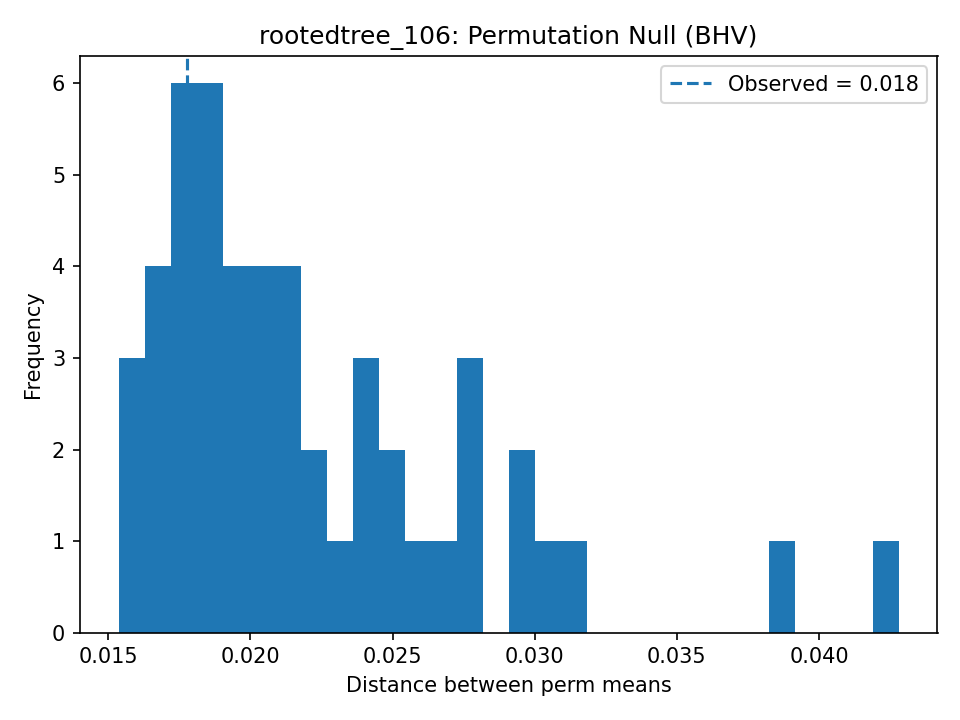 rootedtree_106: Permutation Null (BHV)
Observed = 0.018
Frequency
6
5
4
3
2
1
0
0.015 0.020 0.025 0.030 0.035 0.040
Distance between perm means